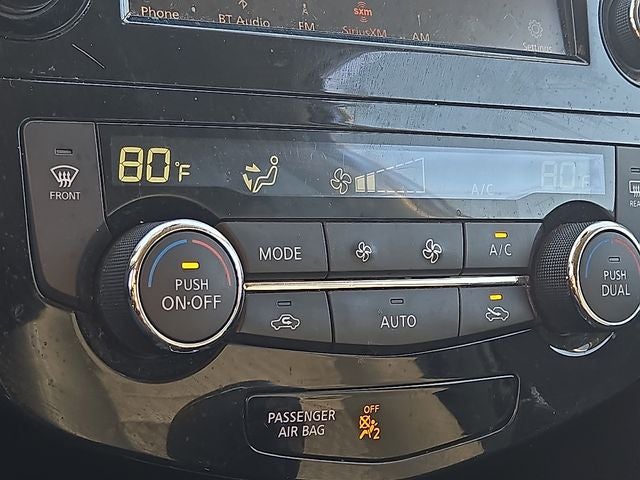 sxm
Phone BT Audio FM SiriusXM AM Settings
80°F A/C 80°F
FRONT
MODE A/C
PUSH ON·OFF
PUSH DUAL
AUTO
PASSENGER AIR BAG
OFF
2